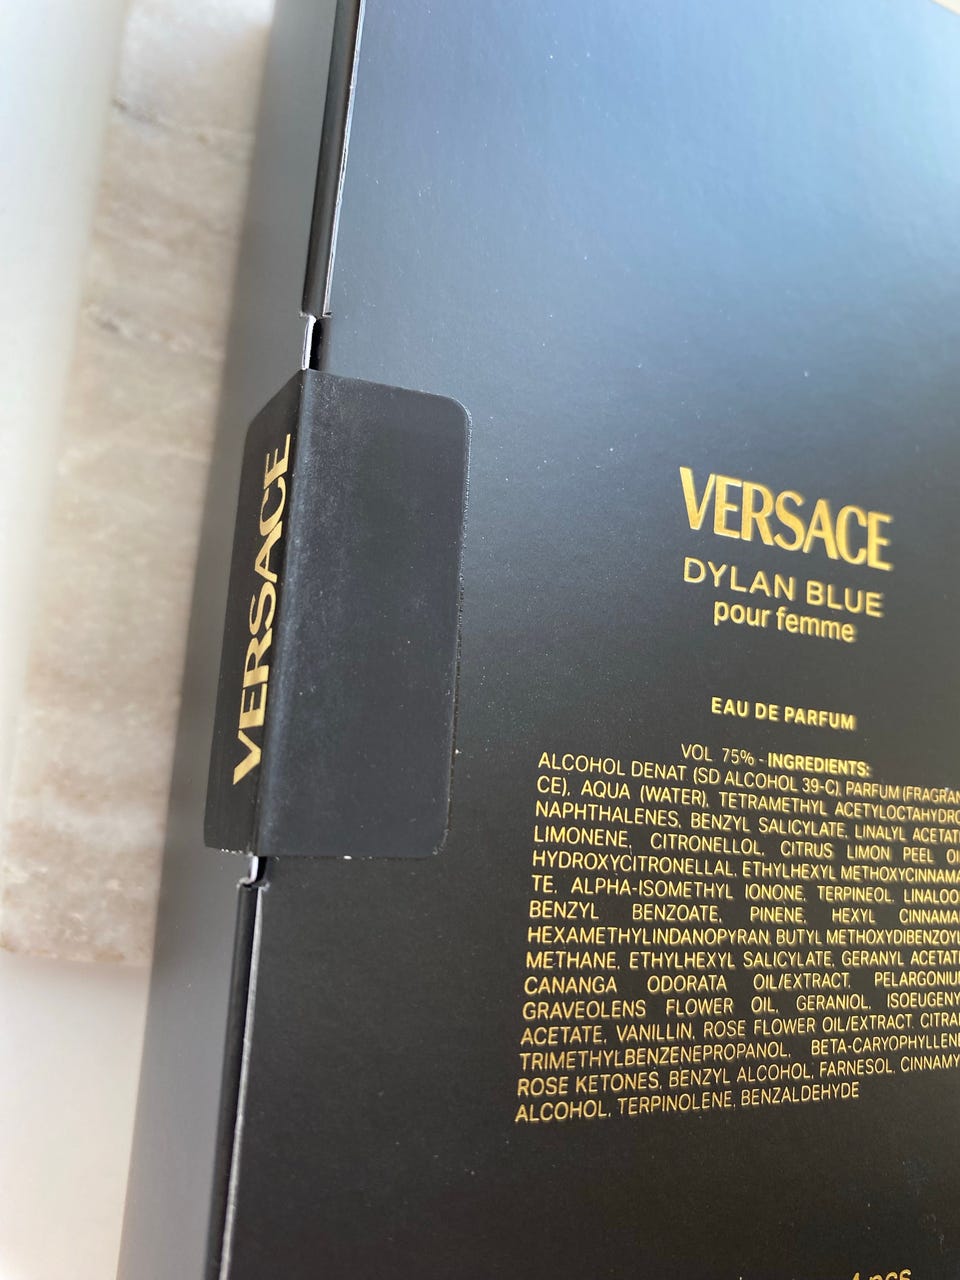 VERSACE
VERSACE
DYLAN BLUE
pour femme
EAU DE PARFUM
VOL 75% - INGREDIENTS:
ALCOHOL DENAT. (SD ALCOHOL 39-C), PARFUM (FRAGRAN
CE), AQUA (WATER), TETRAMETHYL ACETYLOCTAHYDRO
NAPHTHALENES, BENZYL SALICYLATE, LINALYL ACETAT
LIMONENE, CITRONELLOL, CITRUS LIMON PEEL OI
HYDROXYCITRONELLAL, ETHYLHEXYL METHOXYCINNAMA
TE, ALPHA-ISOMETHYL IONONE, TERPINEOL, LINALOO
BENZYL BENZOATE, PINENE, HEXYL CINNAMA
HEXAMETHYLINDANOPYRAN, BUTYL METHOXYDIBENZOYL
METHANE, ETHYLHEXYL SALICYLATE, GERANYL ACETAT
CANANGA ODORATA OIL/EXTRACT, PELARGONIU
GRAVEOLENS FLOWER OIL, GERANIOL, ISOEUGENY
ACETATE, VANILLIN, ROSE FLOWER OIL/EXTRACT, CITRA
TRIMETHYLBENZENEPROPANOL, BETA-CARYOPHYLLENE
ROSE KETONES, BENZYL ALCOHOL, FARNESOL, CINNAMY
ALCOHOL, TERPINOLENE, BENZALDEHYDE